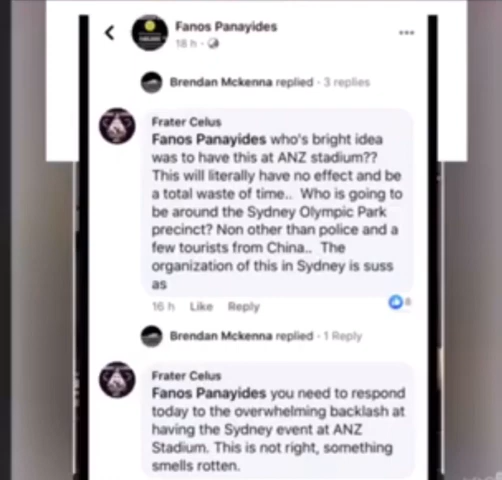 Fanos Panayides
18 h
Brendan Mckenna replied · 3 replies
Frater Celus
Fanos Panayides who's bright idea
was to have this at ANZ stadium??
This will literally have no effect and be
a total waste of time.. Who is going to
be around the Sydney Olympic Park
precinct? Non other than police and a
few tourists from China.. The
organization of this in Sydney is suss
as
16 h Like Reply 8
Brendan Mckenna replied · 1 Reply
Frater Celus
Fanos Panayides you need to respond
today to the overwhelming backlash at
having the Sydney event at ANZ
Stadium. This is not right, something
smells rotten.